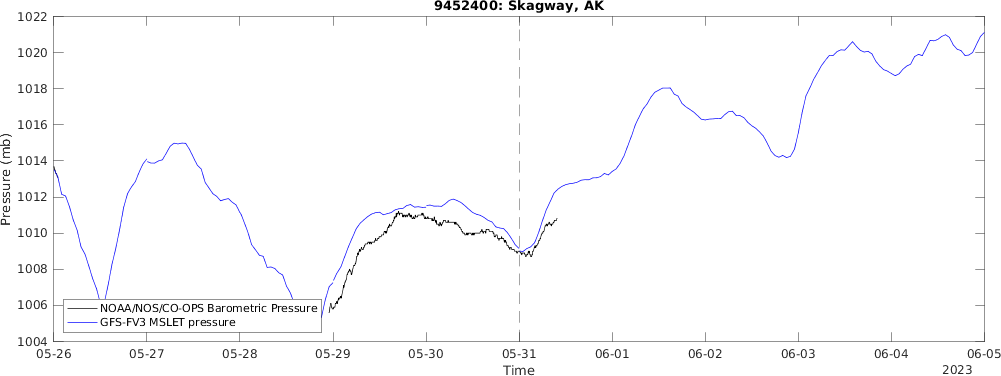 9452400: Skagway, AK
1022
1020
1018
1016
1014
1012
1010
1008
1006
1004
Pressure (mb)
NOAA/NOS/CO-OPS Barometric Pressure
GFS-FV3 MSLET pressure
05-26 05-27 05-28 05-29 05-30 05-31 06-01 06-02 06-03 06-04 06-05
Time
2023